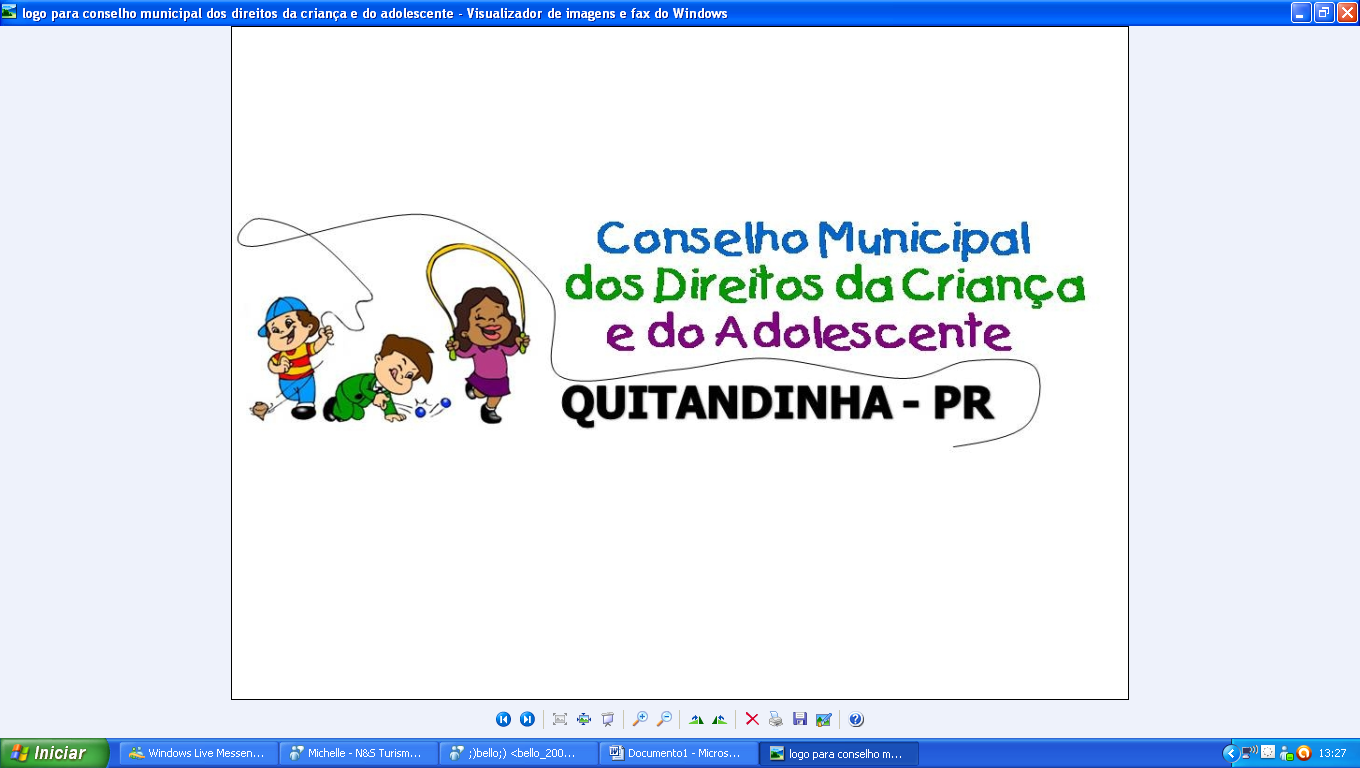 logo para conselho municipal dos direitos da criança e do adolescente - Visualizador de imagens e fax do Windows
Conselho Municipal
dos Direitos da Criança
e do Adolescente
QUITANDINHA - PR
Iniciar
Windows Live Messen...
Michelle - N&S Turism...
;)bello;) <bello_200...
Documento1 - Micros...
logo para conselho m...
13:27